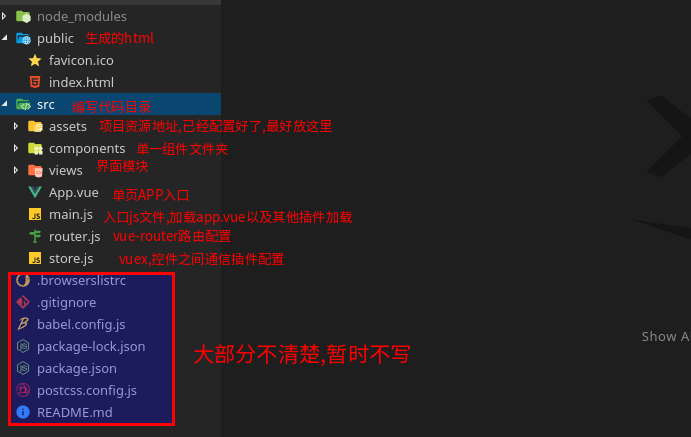 node_modules
public 生成的html
favicon.ico
index.html
src 编写代码目录
assets 项目资源地址,已经配置好了,最好放这里
components 单一组件文件夹
views 界面模块
App.vue 单页APP入口
main.js 入口js文件,加载app.vue以及其他插件加载
router.js vue-router路由配置
store.js vuex,控件之间通信插件配置
.browserslistrc
.gitignore
babel.config.js
package-lock.json
package.json
postcss.config.js
README.md
大部分不清楚,暂时不写
Show A